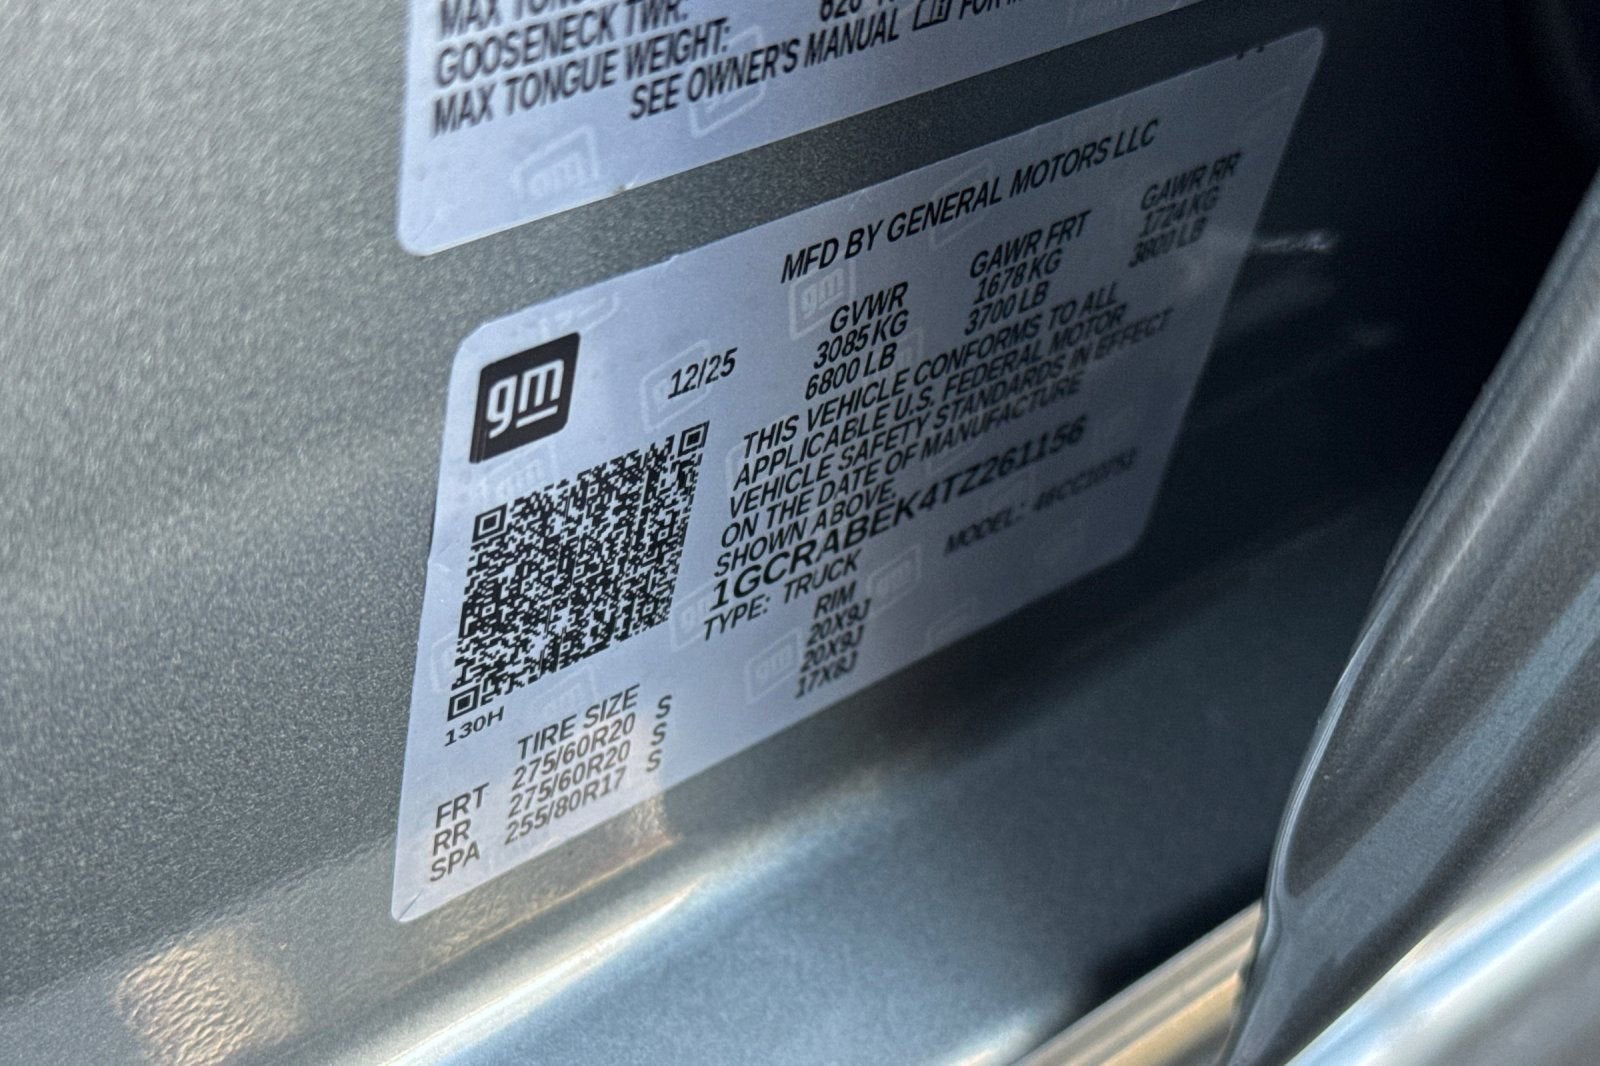 MAX
GOOSENECK TWR:
MAX TONGUE WEIGHT:
SEE OWNER'S MANUAL
MFD BY GENERAL MOTORS LLC
gm
12/25
GVWR GAWR FRT GAWR RR
3085 KG 1678 KG 1724 KG
6800 LB 3700 LB 3800 LB
THIS VEHICLE CONFORMS TO ALL
APPLICABLE U.S. FEDERAL MOTOR
VEHICLE SAFETY STANDARDS IN EFFECT
ON THE DATE OF MANUFACTURE
SHOWN ABOVE.
1GCRABEK4TZ261156
TYPE: TRUCK MODEL:
130H
TIRE SIZE RIM
FRT 275/60R20 S 20X9J
RR 275/60R20 S 20X9J
SPA 255/80R17 S 17X8J